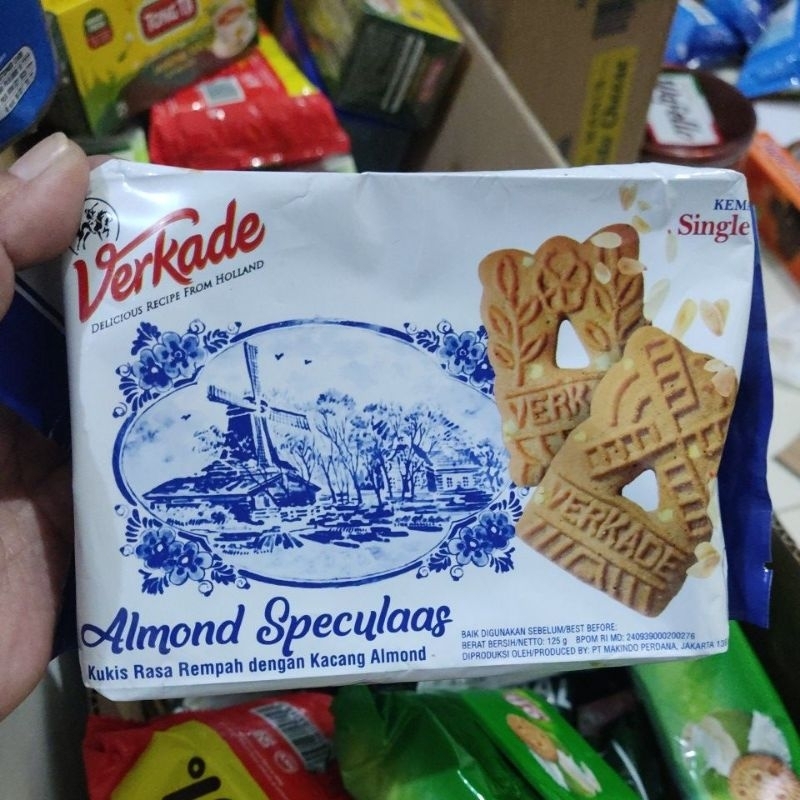 TONG TJI
Verkade
DELICIOUS RECIPE FROM HOLLAND
Single
VERK
VERKADE
Almond Speculaas
Kukis Rasa Rempah dengan Kacang Almond
BAIK DIGUNAKAN SEBELUM/BEST BEFORE:
BERAT BERSIH/NETTO: 125 g BPOM RI MD: 240939000200276
DIPRODUKSI OLEH/PRODUCED BY: PT MAKINDO PERDANA, JAKARTA